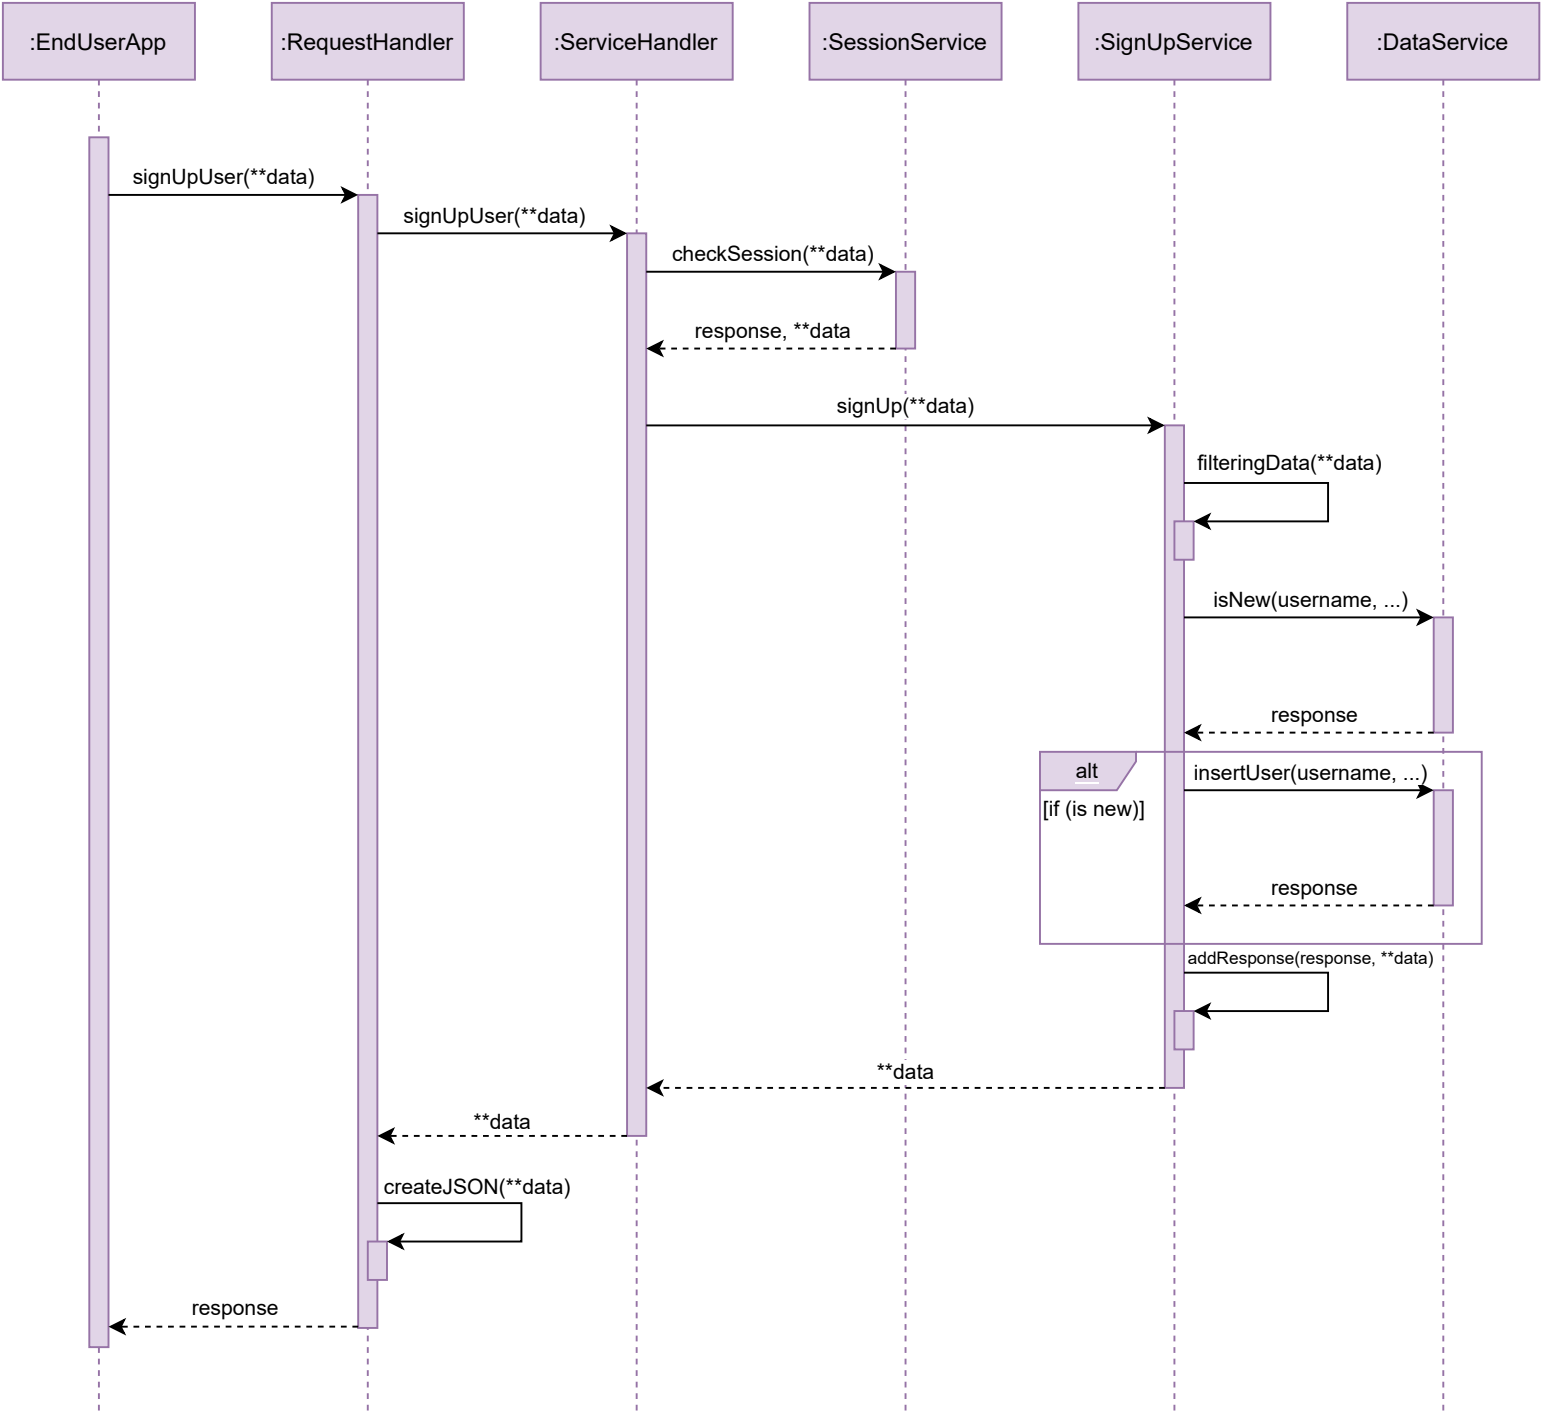 :EndUserApp
:RequestHandler
:ServiceHandler
:SessionService
:SignUpService
:DataService
signUpUser(**data)
signUpUser(**data)
checkSession(**data)
response, **data
signUp(**data)
filteringData(**data)
isNew(username, ...)
response
alt
insertUser(username, ...)
[if (is new)]
response
addResponse(response, **data)
**data
**data
createJSON(**data)
response